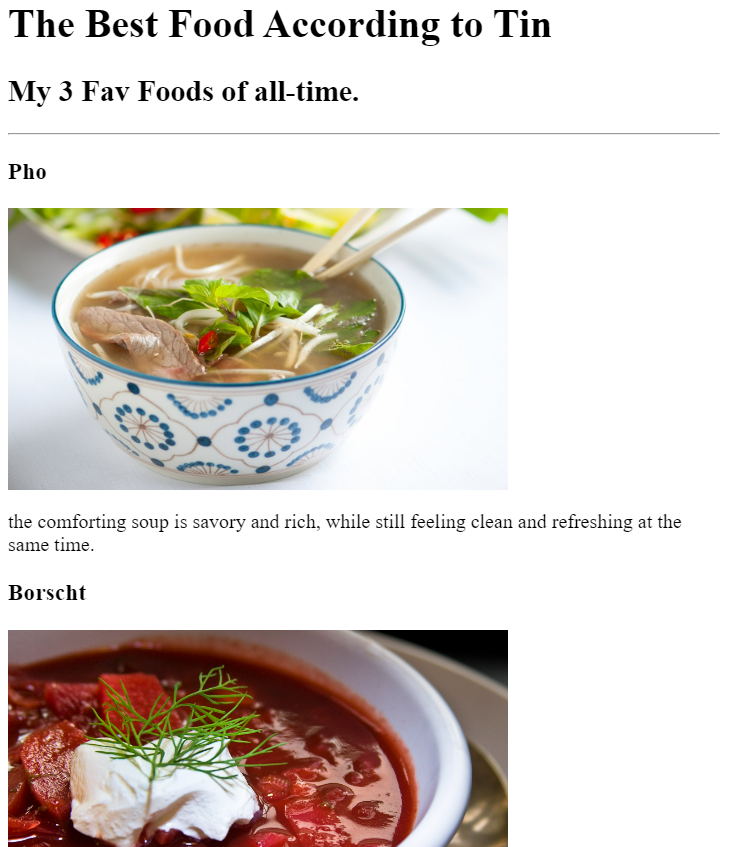 The Best Food According to Tin
My 3 Fav Foods of all-time.
Pho
the comforting soup is savory and rich, while still feeling clean and refreshing at the
same time.
Borscht